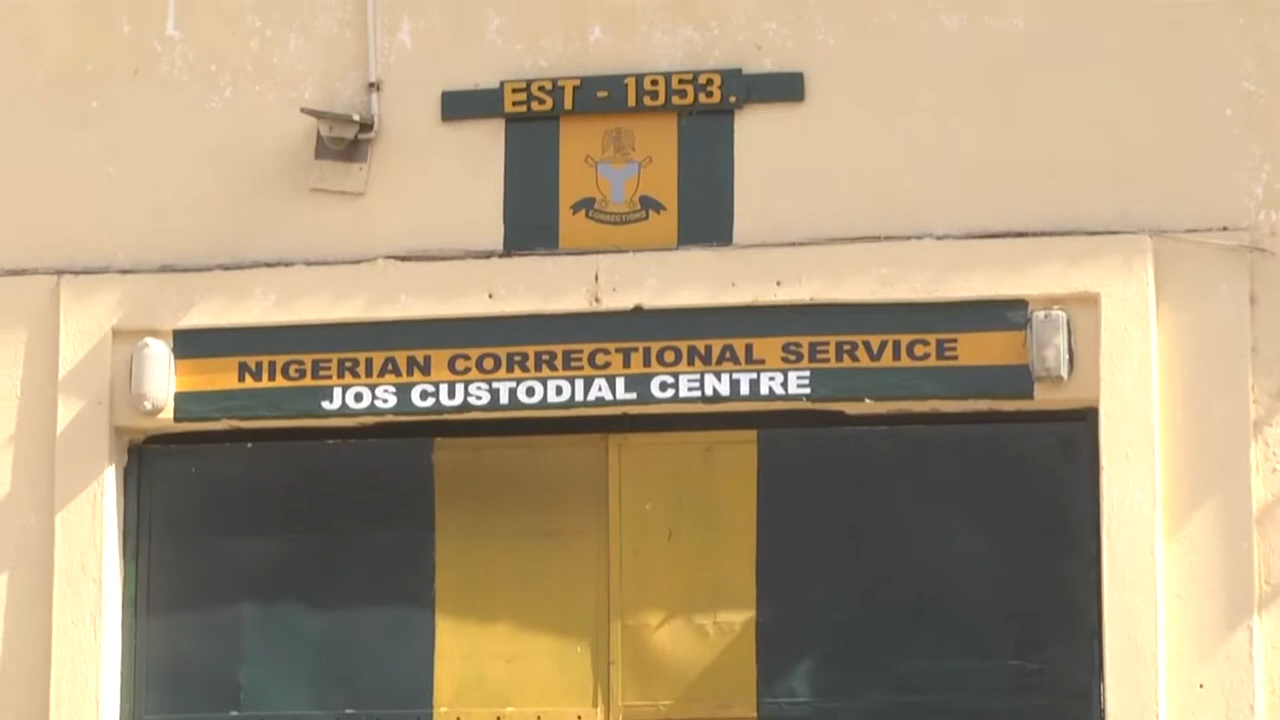 EST - 1953.
CORRECTIONS
NIGERIAN CORRECTIONAL SERVICE
JOS CUSTODIAL CENTRE